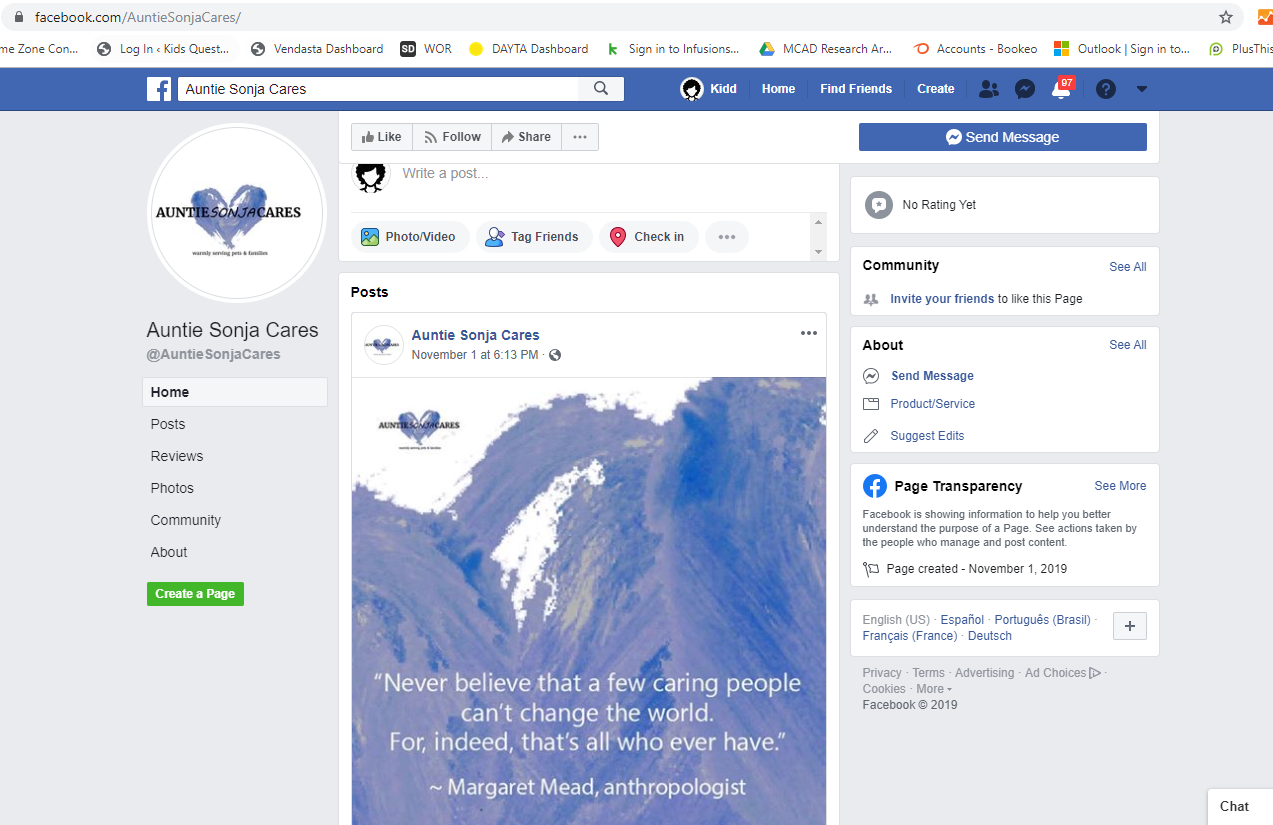 facebook.com/AuntieSonjaCares/
me Zone Con...
Log In ‹ Kids Quest...
Vendasta Dashboard
SD WOR
DAYTA Dashboard
Sign in to Infusions...
MCAD Research Ar...
Accounts - Bookeo
Outlook | Sign in to...
PlusThis
Auntie Sonja Cares
Kidd
Home
Find Friends
Create
97
AUNTIESONJACARES
warmly serving pets & families
Auntie Sonja Cares
@AuntieSonjaCares
Home
Posts
Reviews
Photos
Community
About
Create a Page
Like
Follow
Share
Send Message
Write a post...
Photo/Video
Tag Friends
Check in
Posts
Auntie Sonja Cares
November 1 at 6:13 PM ·
AUNTIESONJACARES
warmly serving pets & families
“Never believe that a few caring people
can’t change the world.
For, indeed, that’s all who ever have.”
~ Margaret Mead, anthropologist
No Rating Yet
Community
See All
Invite your friends to like this Page
About
See All
Send Message
Product/Service
Suggest Edits
Page Transparency
See More
Facebook is showing information to help you better
understand the purpose of a Page. See actions taken by
the people who manage and post content.
Page created - November 1, 2019
English (US) · Español · Português (Brasil) ·
Français (France) · Deutsch
Privacy · Terms · Advertising · Ad Choices ·
Cookies · More
Facebook © 2019
Chat